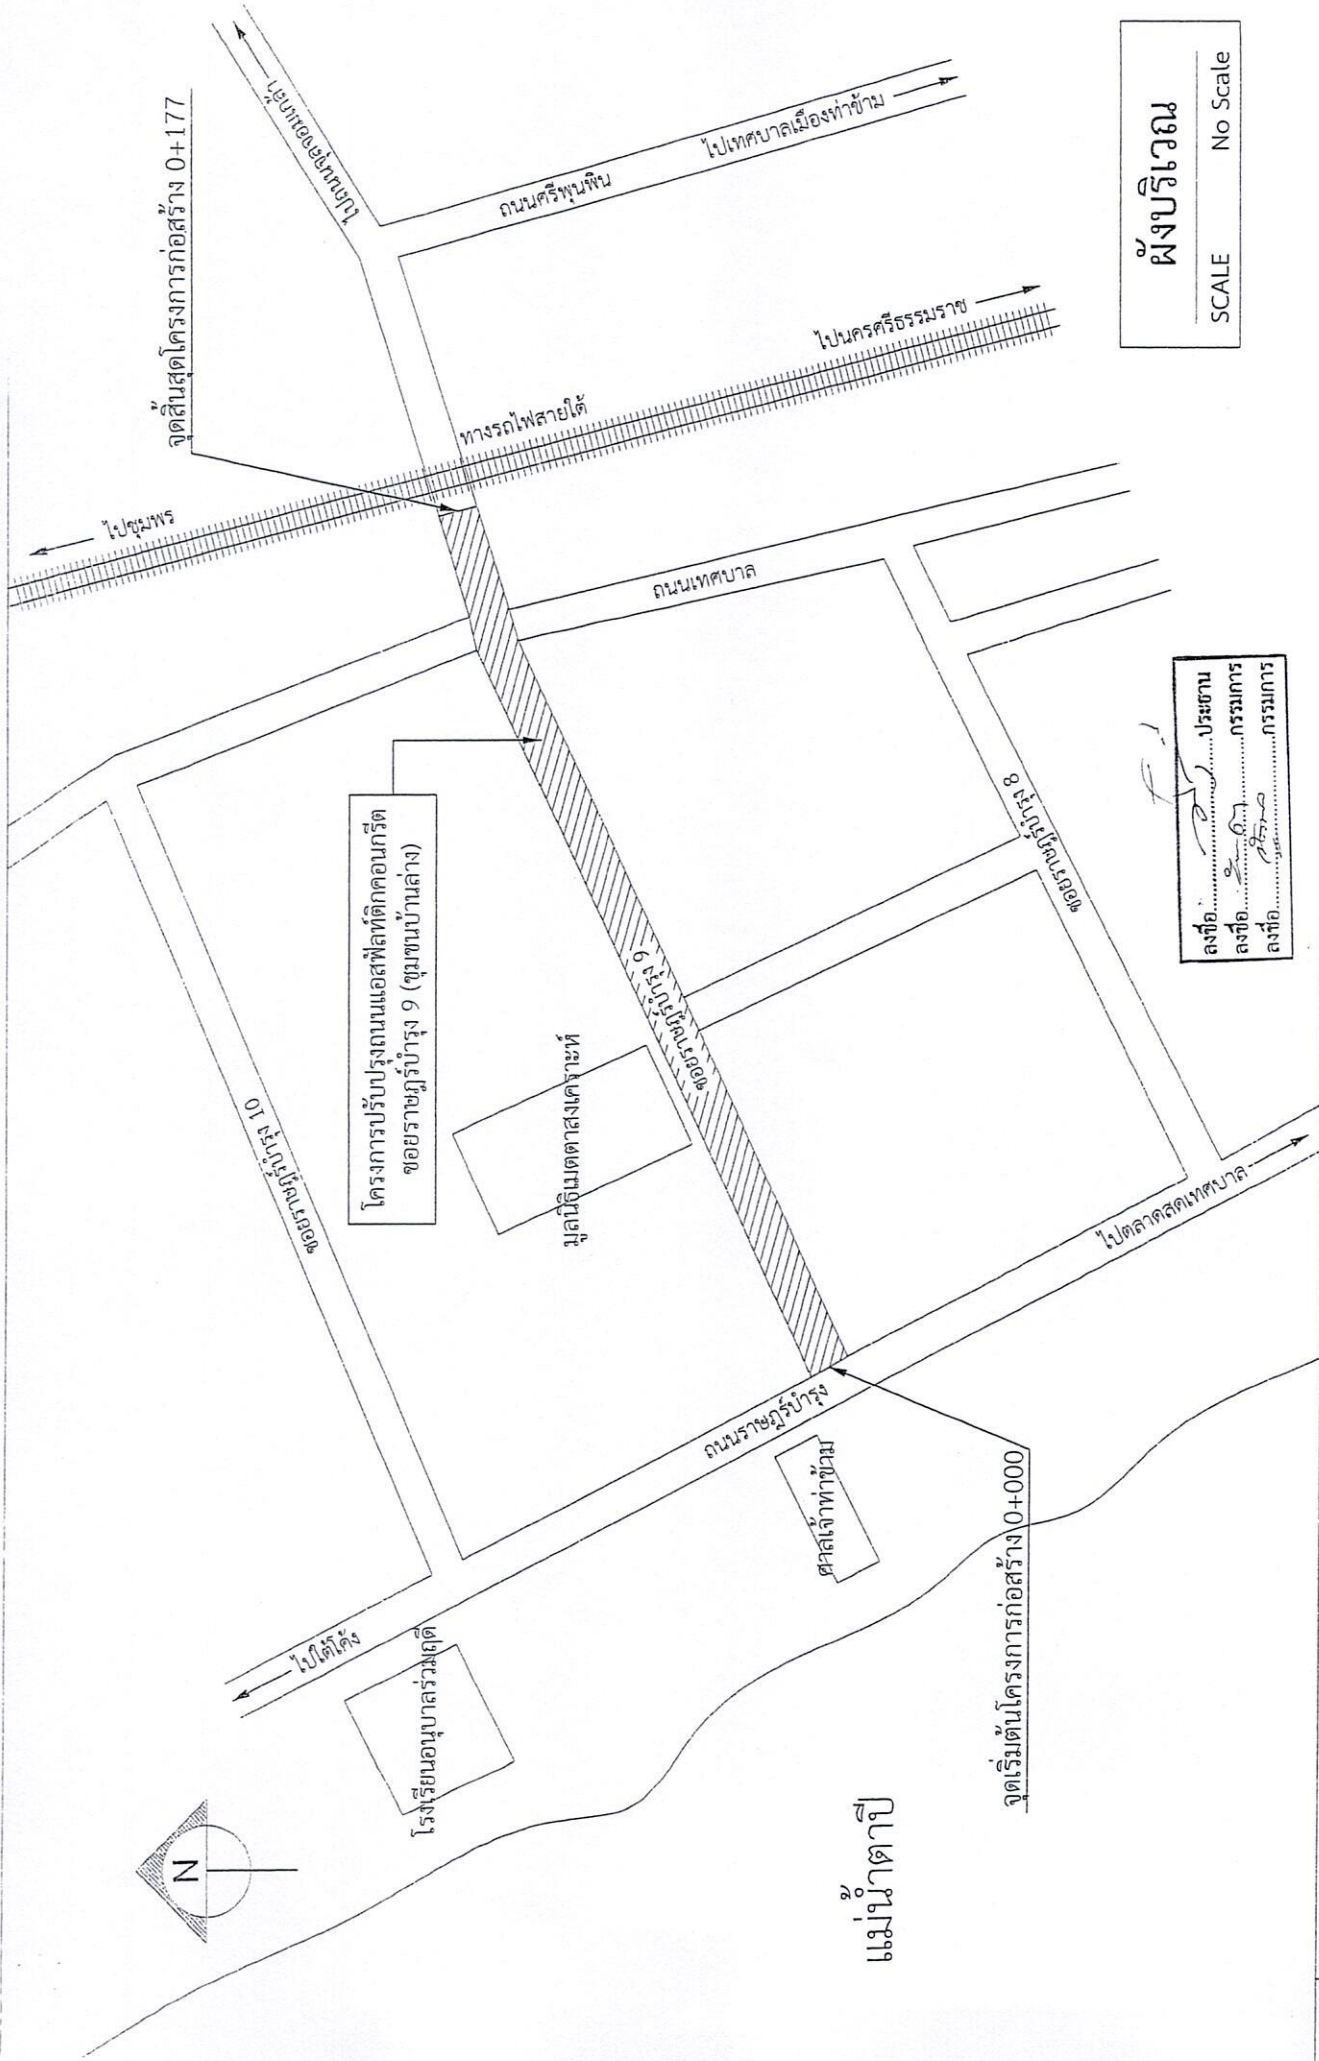 จุดสิ้นสุดโครงการก่อสร้าง 0+177
ไปชุมพร
ถนนศรีพุนพิน
ไปเทศบาลเมืองท่าข้าม
ทางรถไฟสายใต้
ไปนครศรีธรรมราช
ถนนเทศบาล
โครงการปรับปรุงถนนแอสฟัลท์ติกคอนกรีต
ซอยราษฎร์บำรุง 9 (ชุมชนบ้านล่าง)
ซอยราษฎร์บำรุง 10
มูลนิธิเมตตาสงเคราะห์
ซอยราษฎร์บำรุง 9
ซอยราษฎร์บำรุง 8
ถนนราษฎร์บำรุง
ไปตลาดสดเทศบาล
ไปใต้โค้ง
โรงเรียนอนุบาลร่วมฤดี
ศาลเจ้าท่าข้าม
จุดเริ่มต้นโครงการก่อสร้าง 0+000
แม่น้ำตาปี
N
ผังบริเวณ
SCALE No Scale
ลงชื่อ....................ประธาน
ลงชื่อ....................กรรมการ
ลงชื่อ....................กรรมการ